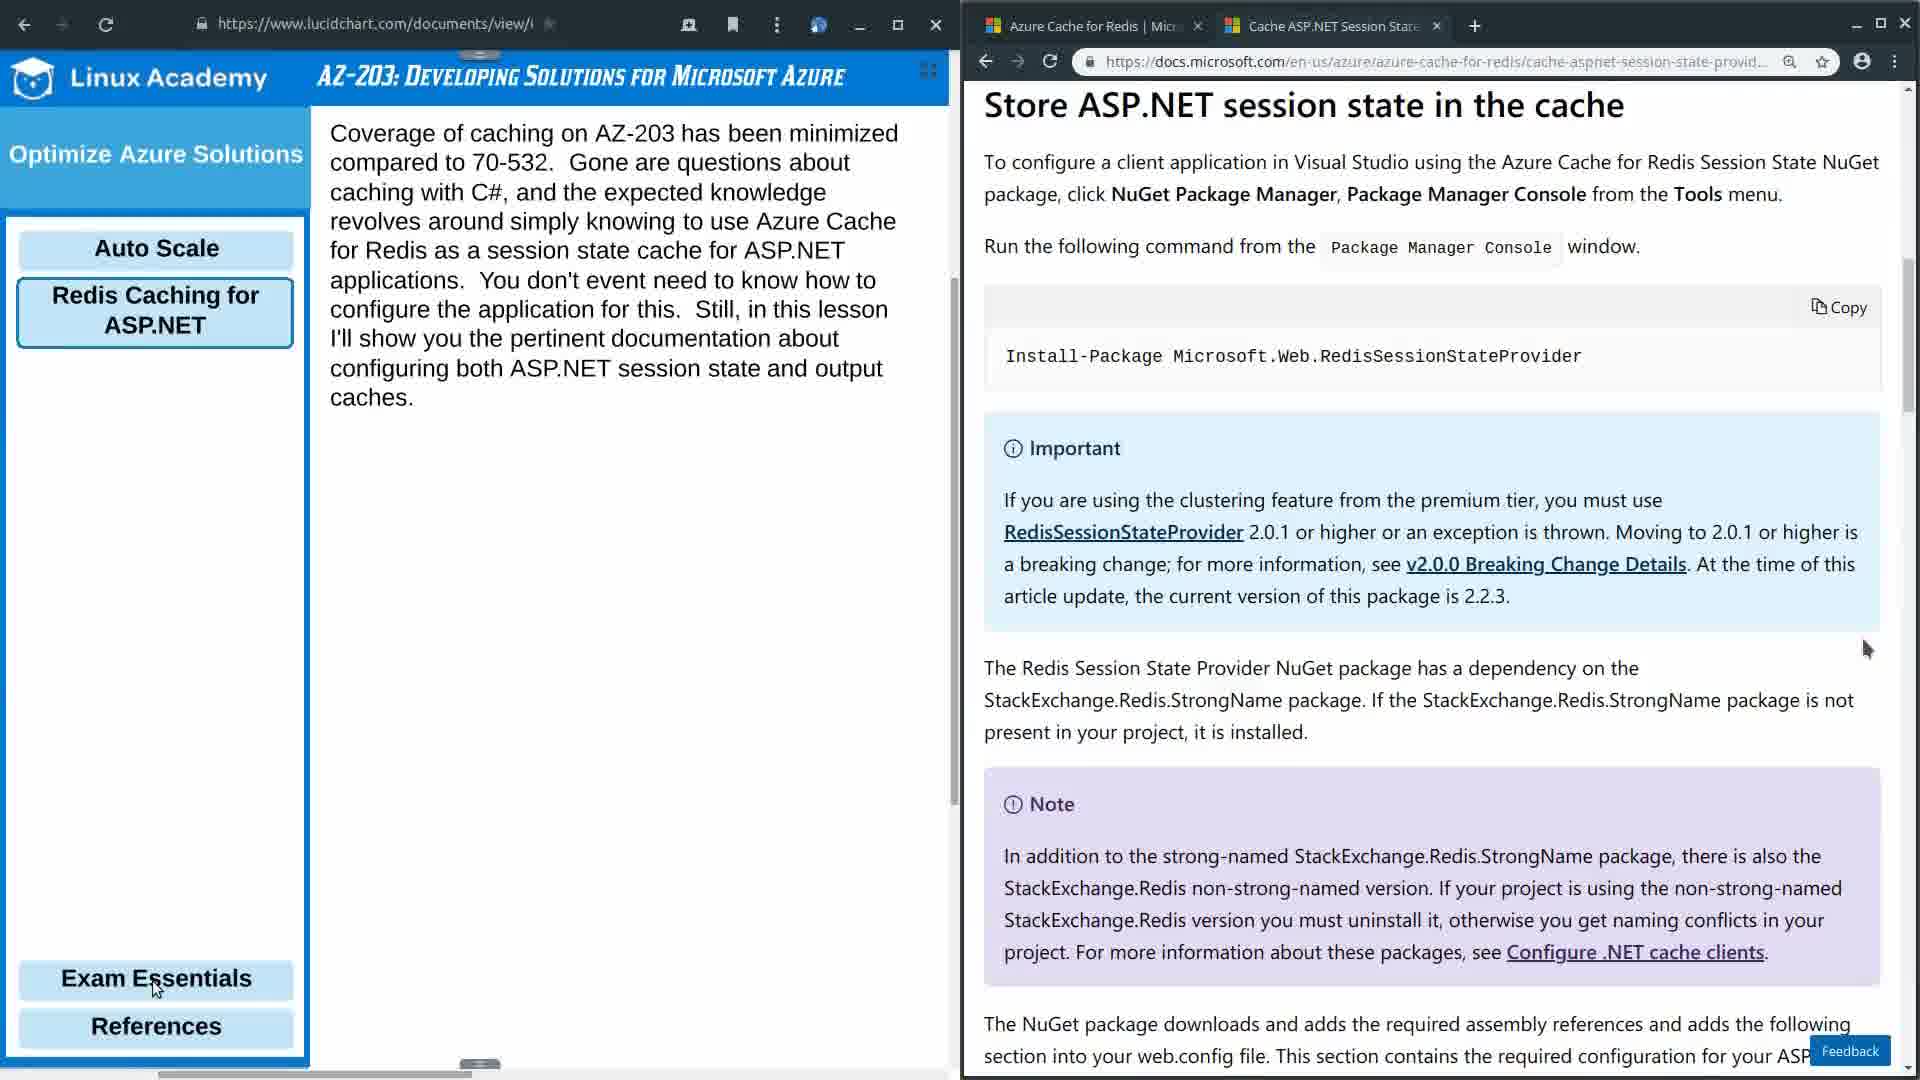 https://www.lucidchart.com/documents/view/
Linux Academy
AZ-203: Developing Solutions for Microsoft Azure
Optimize Azure Solutions
Auto Scale
Redis Caching for
ASP.NET
Exam Essentials
References
Coverage of caching on AZ-203 has been minimized
compared to 70-532.  Gone are questions about
caching with C#, and the expected knowledge
revolves around simply knowing to use Azure Cache
for Redis as a session state cache for ASP.NET
applications.  You don't event need to know how to
configure the application for this.  Still, in this lesson
I'll show you the pertinent documentation about
configuring both ASP.NET session state and output
caches.
Azure Cache for Redis | Micr
Cache ASP.NET Session State
https://docs.microsoft.com/en-us/azure/azure-cache-for-redis/cache-aspnet-session-state-provid...
Store ASP.NET session state in the cache
To configure a client application in Visual Studio using the Azure Cache for Redis Session State NuGet
package, click NuGet Package Manager, Package Manager Console from the Tools menu.
Run the following command from the Package Manager Console window.
Copy
Install-Package Microsoft.Web.RedisSessionStateProvider
Important
If you are using the clustering feature from the premium tier, you must use
RedisSessionStateProvider 2.0.1 or higher or an exception is thrown. Moving to 2.0.1 or higher is
a breaking change; for more information, see v2.0.0 Breaking Change Details. At the time of this
article update, the current version of this package is 2.2.3.
The Redis Session State Provider NuGet package has a dependency on the
StackExchange.Redis.StrongName package. If the StackExchange.Redis.StrongName package is not
present in your project, it is installed.
Note
In addition to the strong-named StackExchange.Redis.StrongName package, there is also the
StackExchange.Redis non-strong-named version. If your project is using the non-strong-named
StackExchange.Redis version you must uninstall it, otherwise you get naming conflicts in your
project. For more information about these packages, see Configure .NET cache clients.
The NuGet package downloads and adds the required assembly references and adds the following
section into your web.config file. This section contains the required configuration for your ASP
Feedback